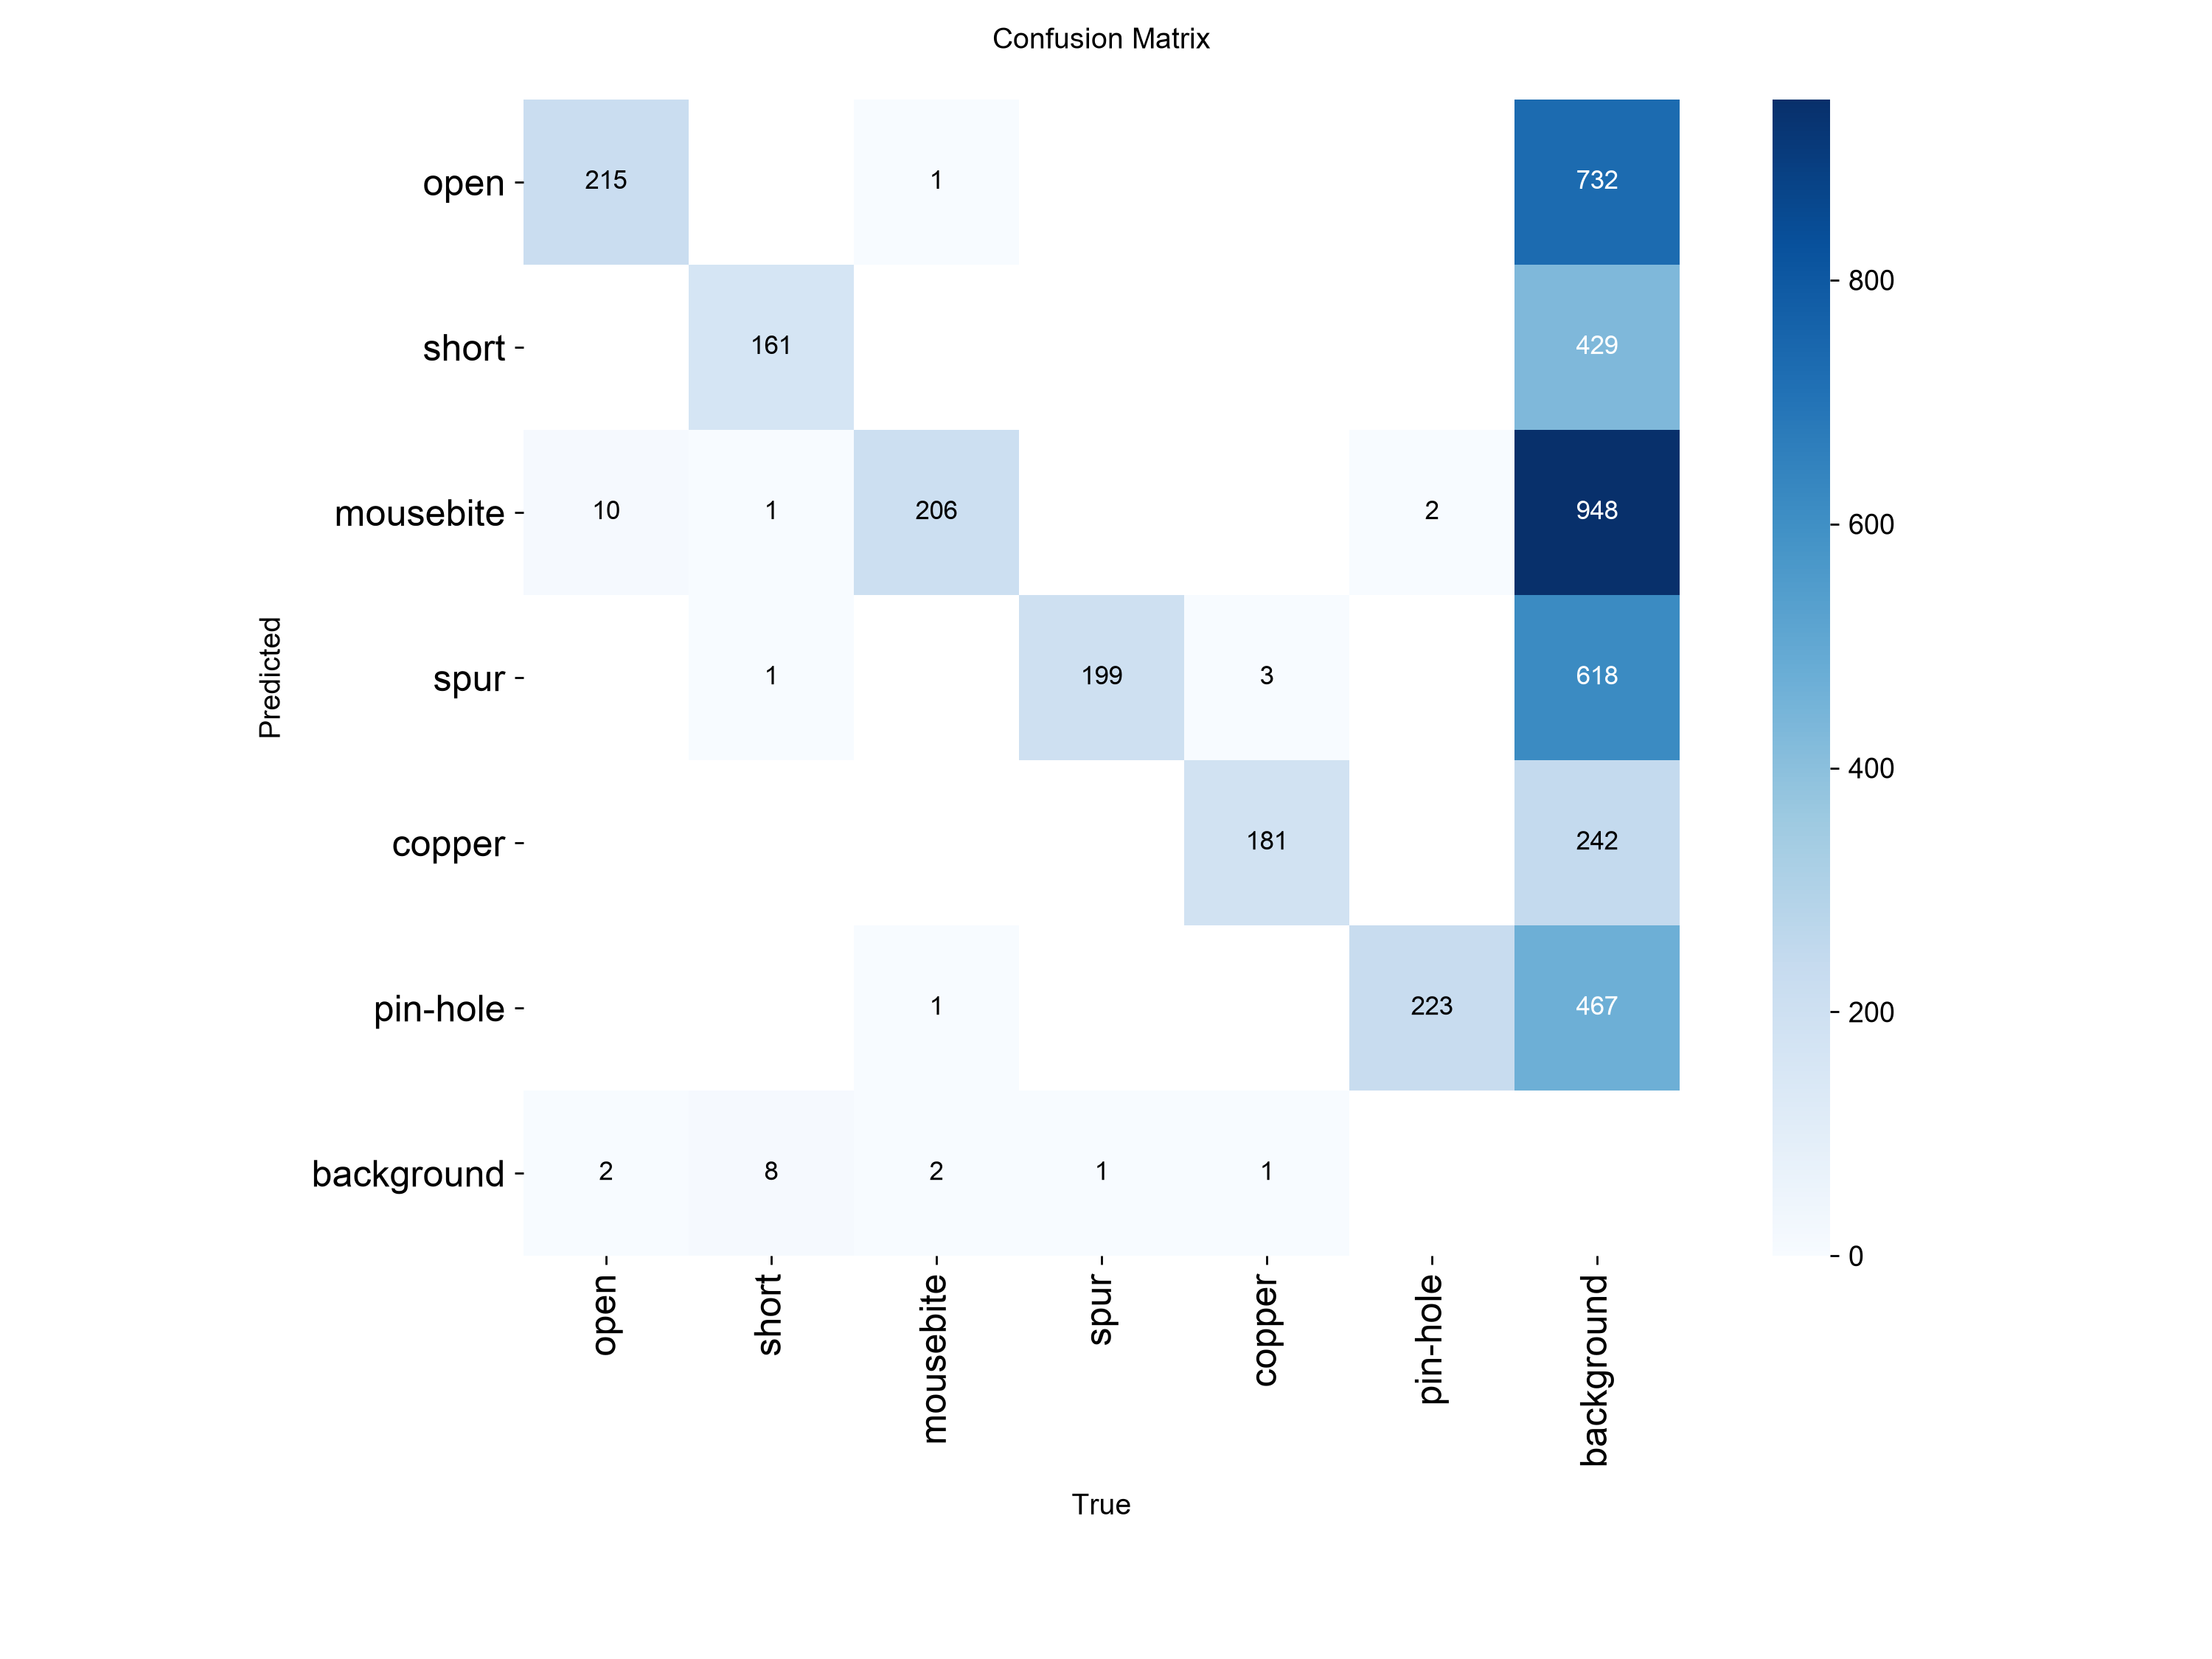 Confusion Matrix
open
215
1
732
short
161
429
800
mousebite
10
1
206
2
948
600
Predicted
spur
1
199
3
618
400
copper
181
242
pin-hole
1
223
467
200
background
2
8
2
1
1
0
open
short
mousebite
spur
copper
pin-hole
background
True